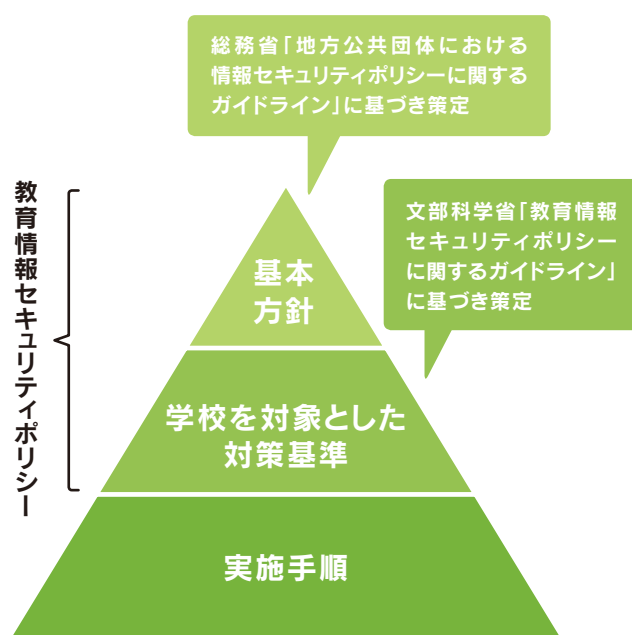 総務省「地方公共団体における
情報セキュリティポリシーに関する
ガイドライン」に基づき策定
文部科学省「教育情報
セキュリティポリシー
に関するガイドライン」
に基づき策定
教育情報セキュリティポリシー
基本
方針
学校を対象とした
対策基準
実施手順